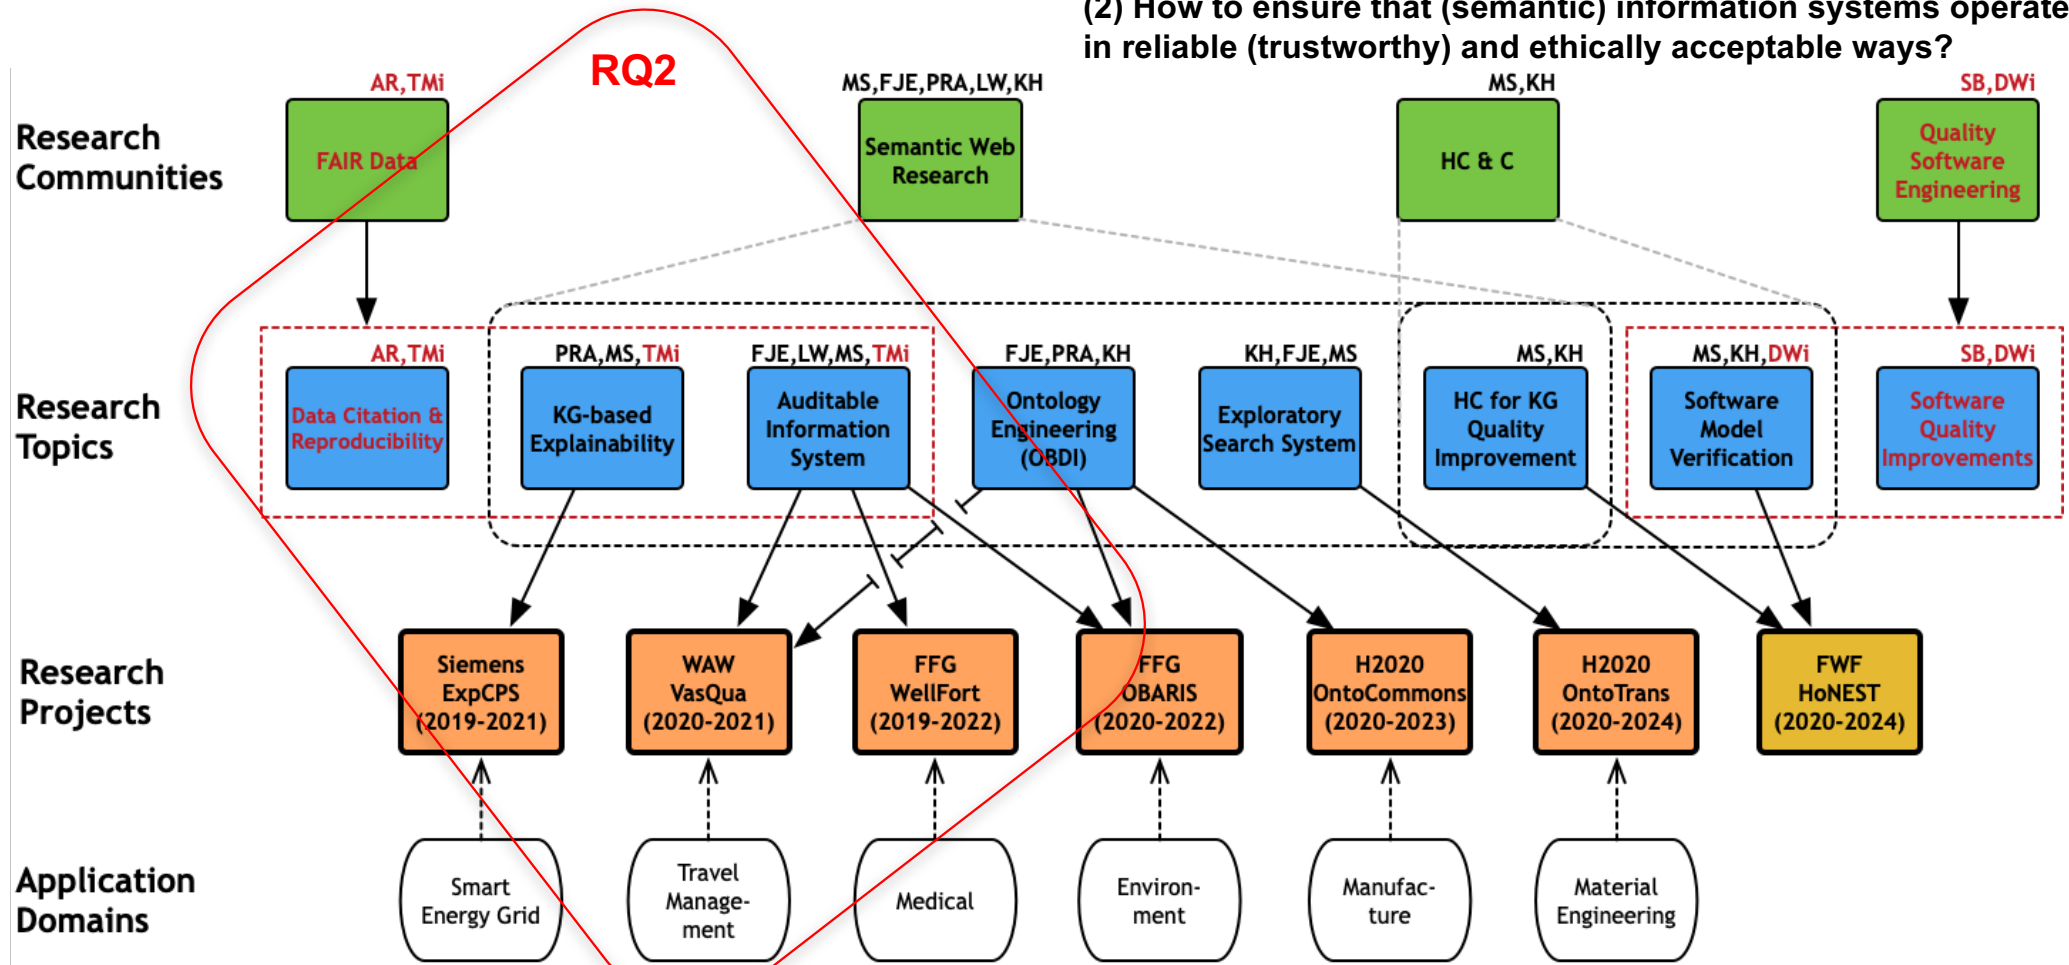 (2) How to ensure that (semantic) information systems operate
in reliable (trustworthy) and ethically acceptable ways?
RQ2
Research
Communities
AR,TMi
FAIR Data
MS,FJE,PRA,LW,KH
Semantic Web
Research
MS,KH
HC & C
SB,DWi
Quality
Software
Engineering
Research
Topics
AR,TMi
Data Citation &
Reproducibility
PRA,MS,TMi
KG-based
Explainability
FJE,LW,MS,TMi
Auditable
Information
System
FJE,PRA,KH
Ontology
Engineering
(OBDI)
KH,FJE,MS
Exploratory
Search System
MS,KH
HC for KG
Quality
Improvement
MS,KH,DWi
Software
Model
Verification
SB,DWi
Software
Quality
Improvements
Research
Projects
Siemens
ExpCPS
(2019-2021)
WAW
VasQua
(2020-2021)
FFG
WellFort
(2019-2022)
FFG
OBARIS
(2020-2022)
H2020
OntoCommons
(2020-2023)
H2020
OntoTrans
(2020-2024)
FWF
HoNEST
(2020-2024)
Application
Domains
Smart
Energy Grid
Travel
Manage-
ment
Medical
Environ-
ment
Manufac-
ture
Material
Engineering